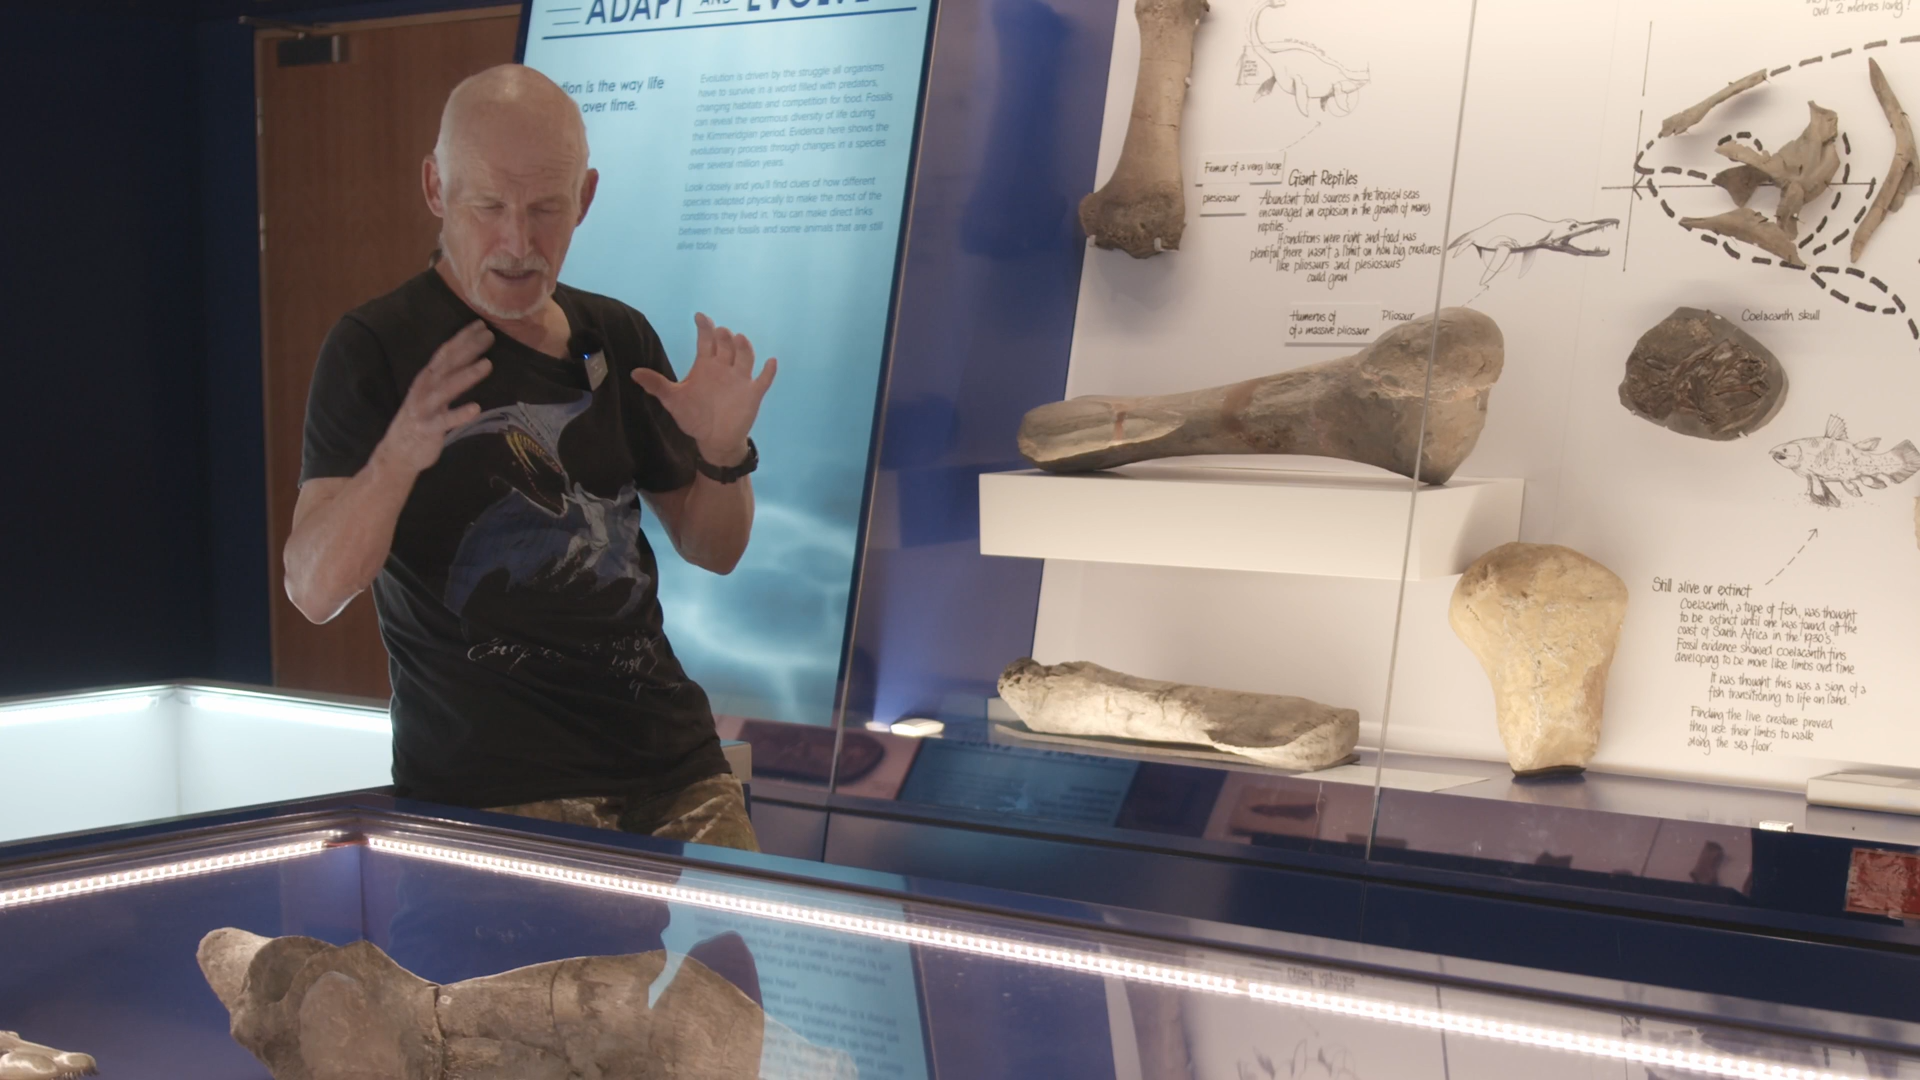 ADAPT AND EVOLVE
tion is the way life
over time.
Evolution is driven by the struggle all organisms
have to survive in a world filled with predators,
changing habitats and competition for food. Fossils
can reveal the enormous diversity of life during
the Kimmeridgian period. Evidence here shows the
evolutionary process through changes in a species
over several million years.
Look closely and you'll find clues of how different
species adapted physically to make the most of the
conditions they lived in. You can make direct links
between these fossils and some animals that are still
alive today.
Femur of a very large
plesiosaur
Giant Reptiles
Abundant food sources in the tropical seas
encouraged an explosion in the growth of many
reptiles.
If conditions were right and food was
plentiful there wasn't a limit on how big creatures
like pliosaurs and plesiosaurs
could grow
Humerus of
of a massive pliosaur
Pliosaur
over 2 metres long!
Coelacanth skull
Still alive or extinct
Coelacanth, a type of fish, was thought
to be extinct until one was found off the
coast of South Africa in the 1930's
Fossil evidence showed coelacanth fins
developing to be more like limbs over time
It was thought this was a sign of a
fish transitioning to life on land.
Finding the live creature proved
they use their limbs to walk
along the sea floor.